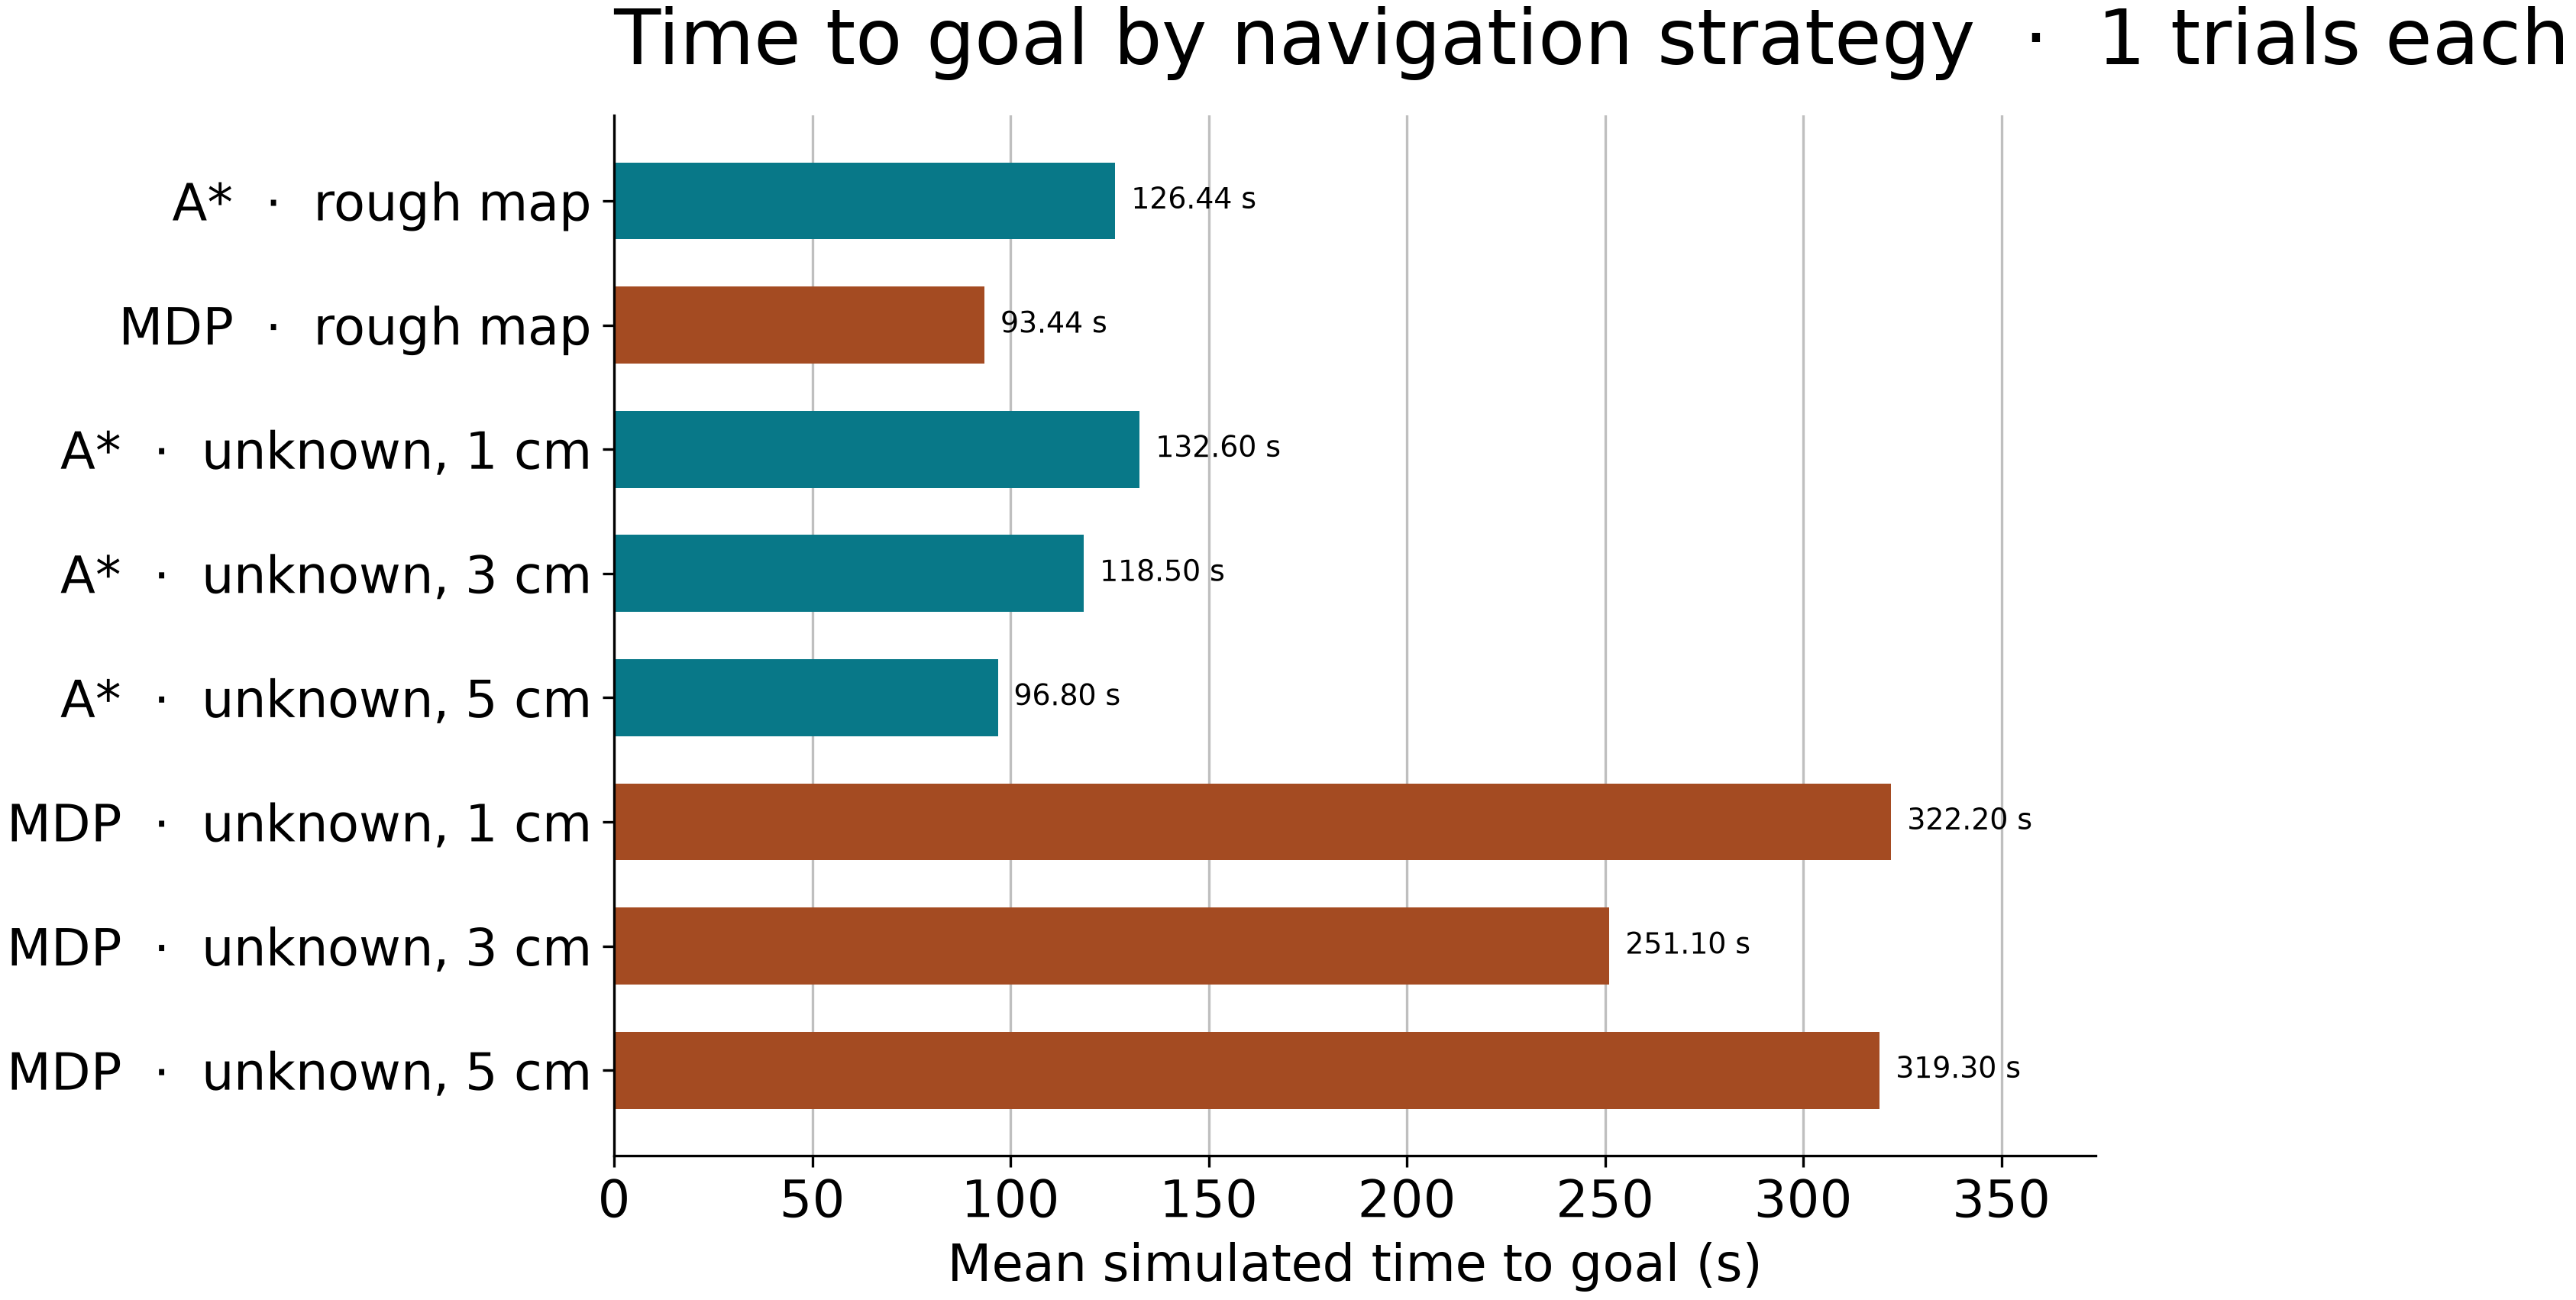 Time to goal by navigation strategy · 1 trials each
A* · rough map
126.44 s
MDP · rough map
93.44 s
A* · unknown, 1 cm
132.60 s
A* · unknown, 3 cm
118.50 s
A* · unknown, 5 cm
96.80 s
MDP · unknown, 1 cm
322.20 s
MDP · unknown, 3 cm
251.10 s
MDP · unknown, 5 cm
319.30 s
0 50 100 150 200 250 300 350
Mean simulated time to goal (s)